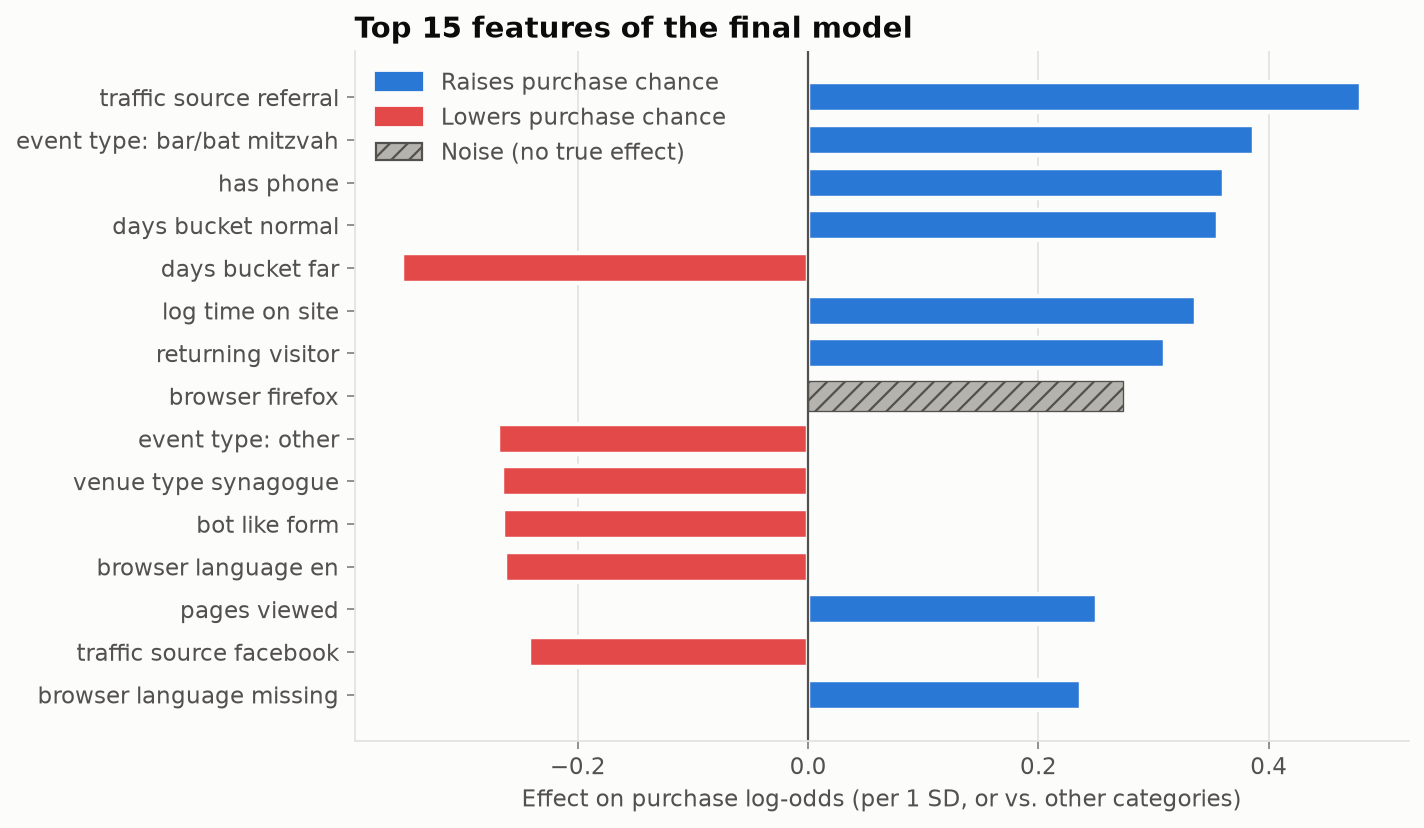 Top 15 features of the final model
Raises purchase chance
Lowers purchase chance
Noise (no true effect)
traffic source referral
event type: bar/bat mitzvah
has phone
days bucket normal
days bucket far
log time on site
returning visitor
browser firefox
event type: other
venue type synagogue
bot like form
browser language en
pages viewed
traffic source facebook
browser language missing
−0.2 0.0 0.2 0.4
Effect on purchase log-odds (per 1 SD, or vs. other categories)